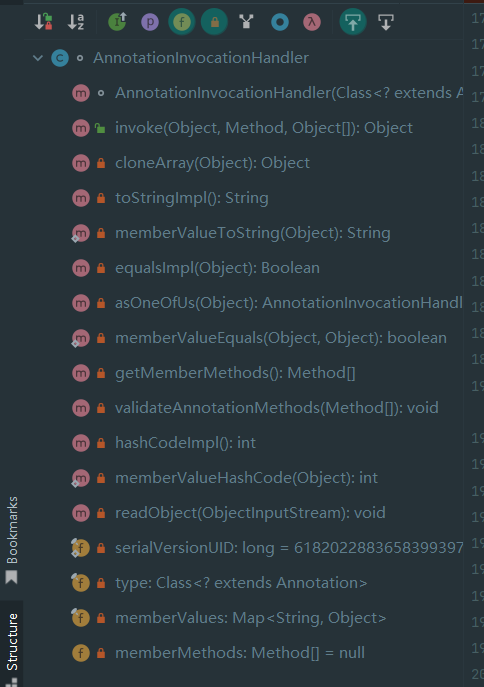 AnnotationInvocationHandler
AnnotationInvocationHandler(Class<? extends A
invoke(Object, Method, Object[]): Object
cloneArray(Object): Object
toStringImpl(): String
memberValueToString(Object): String
equalsImpl(Object): Boolean
asOneOfUs(Object): AnnotationInvocationHandl
memberValueEquals(Object, Object): boolean
getMemberMethods(): Method[]
validateAnnotationMethods(Method[]): void
hashCodeImpl(): int
memberValueHashCode(Object): int
readObject(ObjectInputStream): void
serialVersionUID: long = 6182022883658399397
type: Class<? extends Annotation>
memberValues: Map<String, Object>
memberMethods: Method[] = null
Bookmarks
Structure